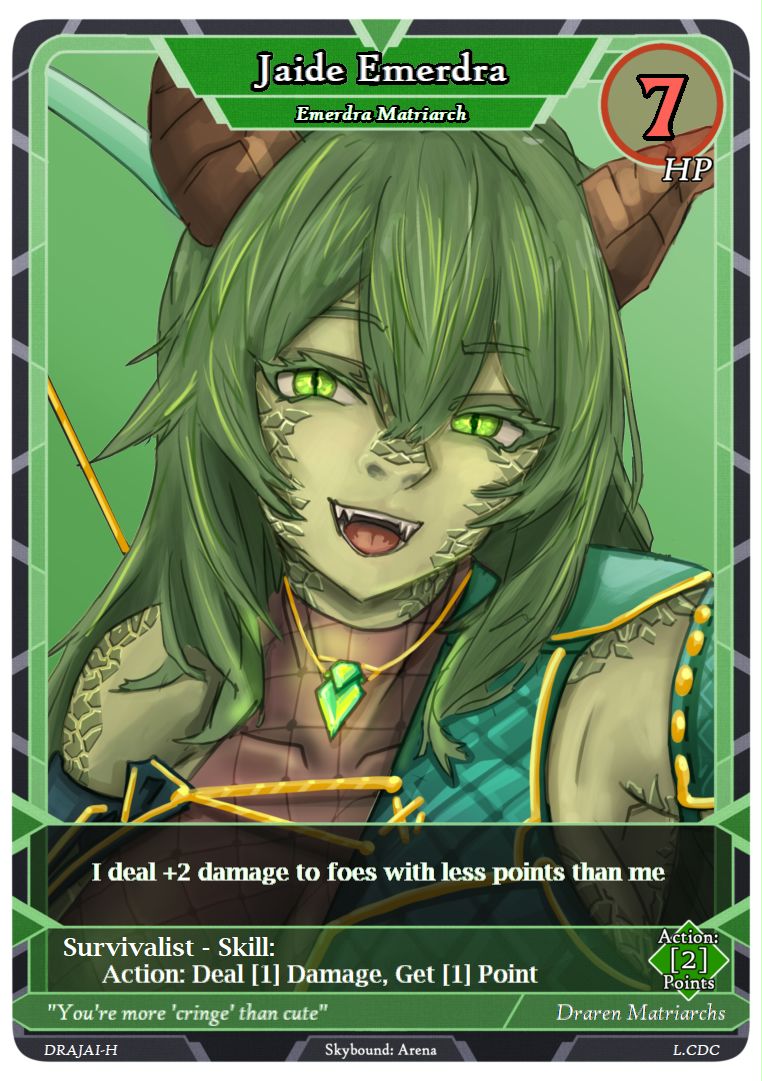 Jaide Emerdra
Emerdra Matriarch
7
HP
I deal +2 damage to foes with less points than me
Survivalist - Skill:
Action: Deal [1] Damage, Get [1] Point
Action:
[2]
Points
"You're more 'cringe' than cute"
Draren Matriarchs
DRAJAI-H
Skybound: Arena
L.CDC